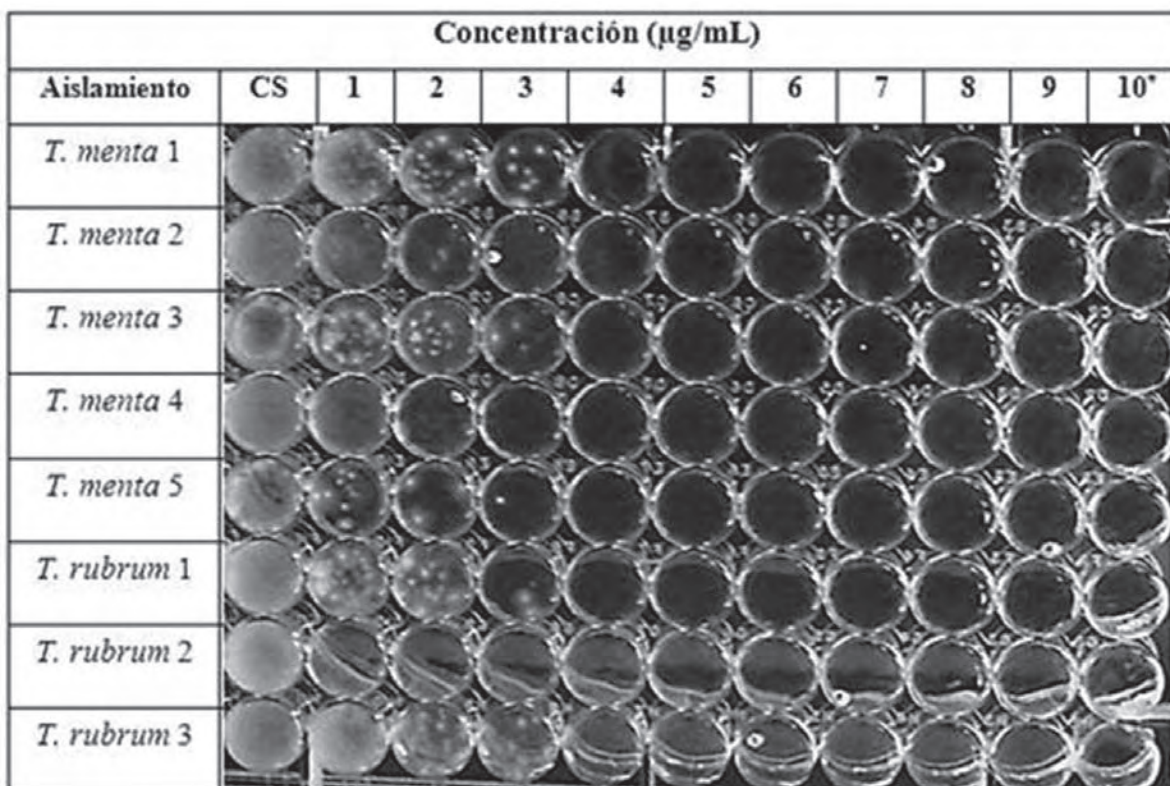 Concentración (µg/mL)
Aislamiento CS 1 2 3 4 5 6 7 8 9 10*
T. menta 1
T. menta 2
T. menta 3
T. menta 4
T. menta 5
T. rubrum 1
T. rubrum 2
T. rubrum 3